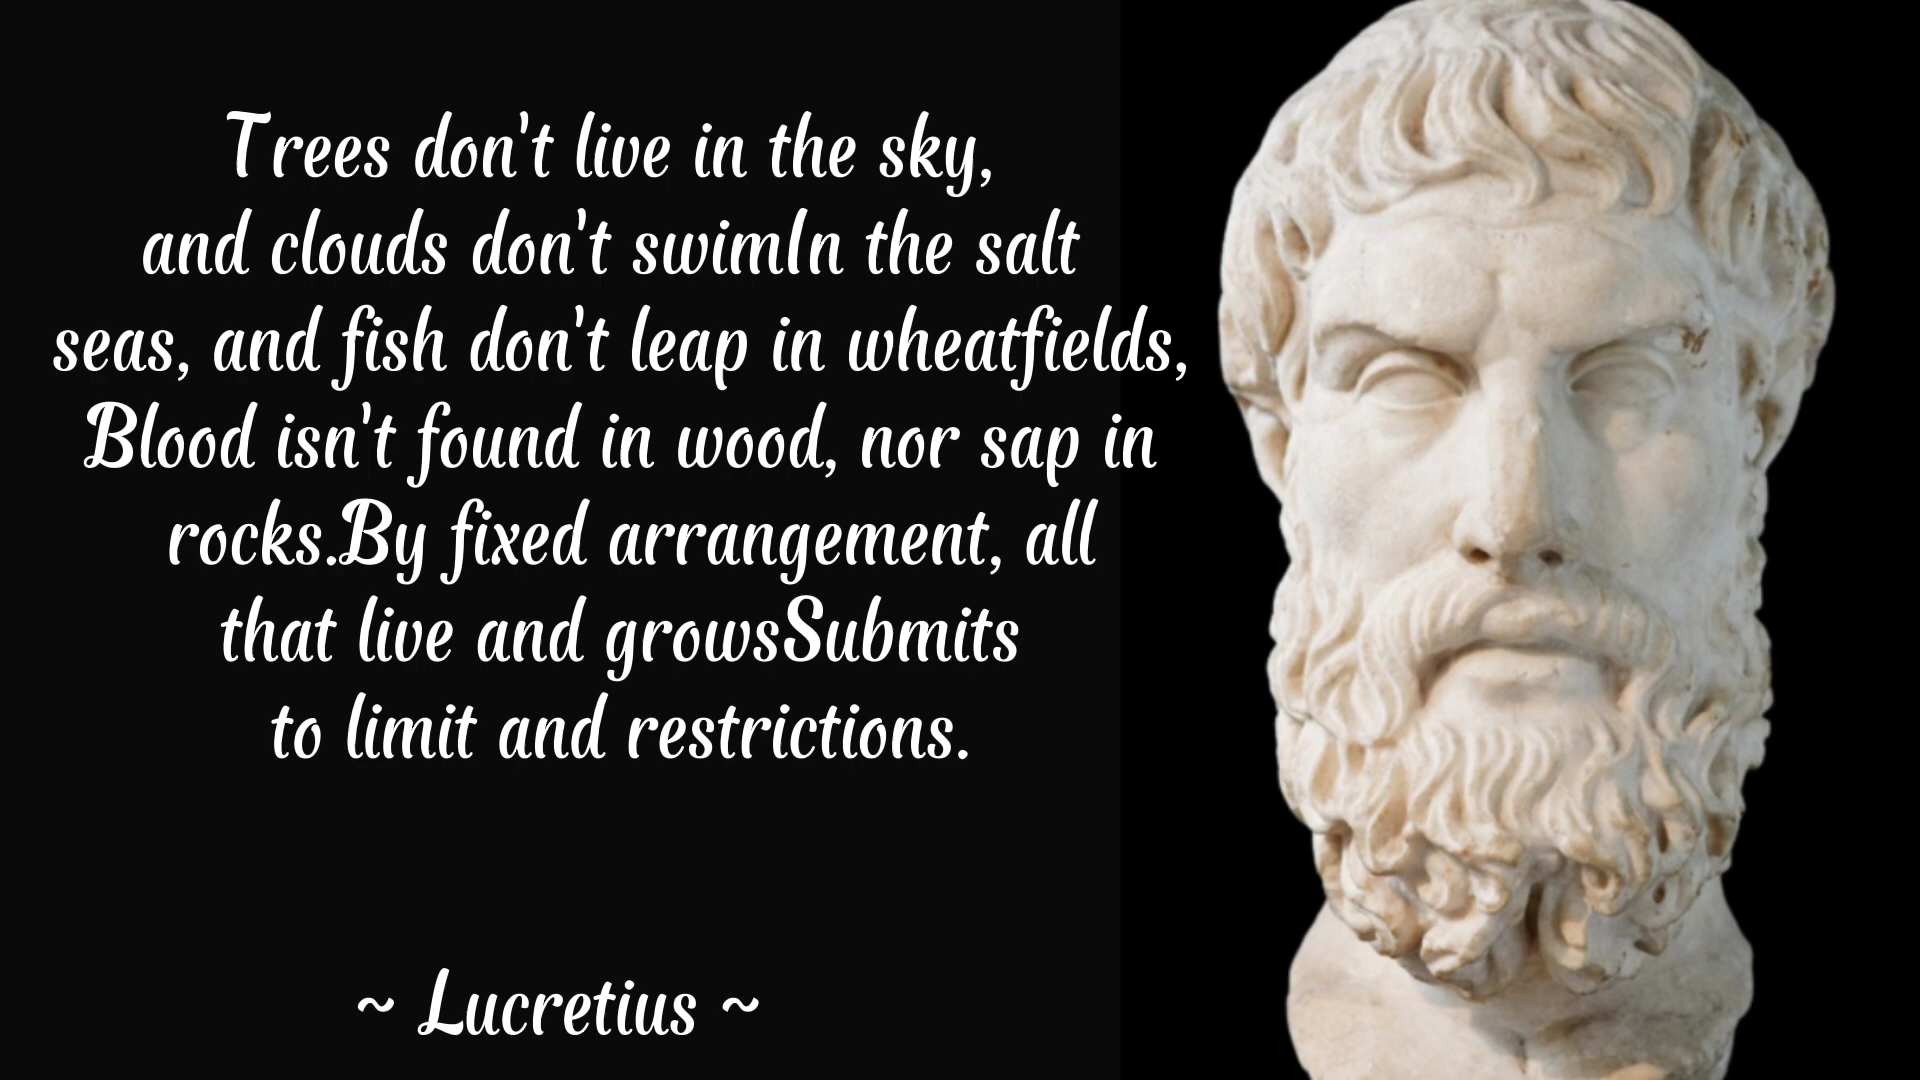 Trees don't live in the sky,
and clouds don't swimIn the salt
seas, and fish don't leap in wheatfields,
Blood isn't found in wood, nor sap in
rocks.By fixed arrangement, all
that live and growsSubmits
to limit and restrictions.
~ Lucretius ~